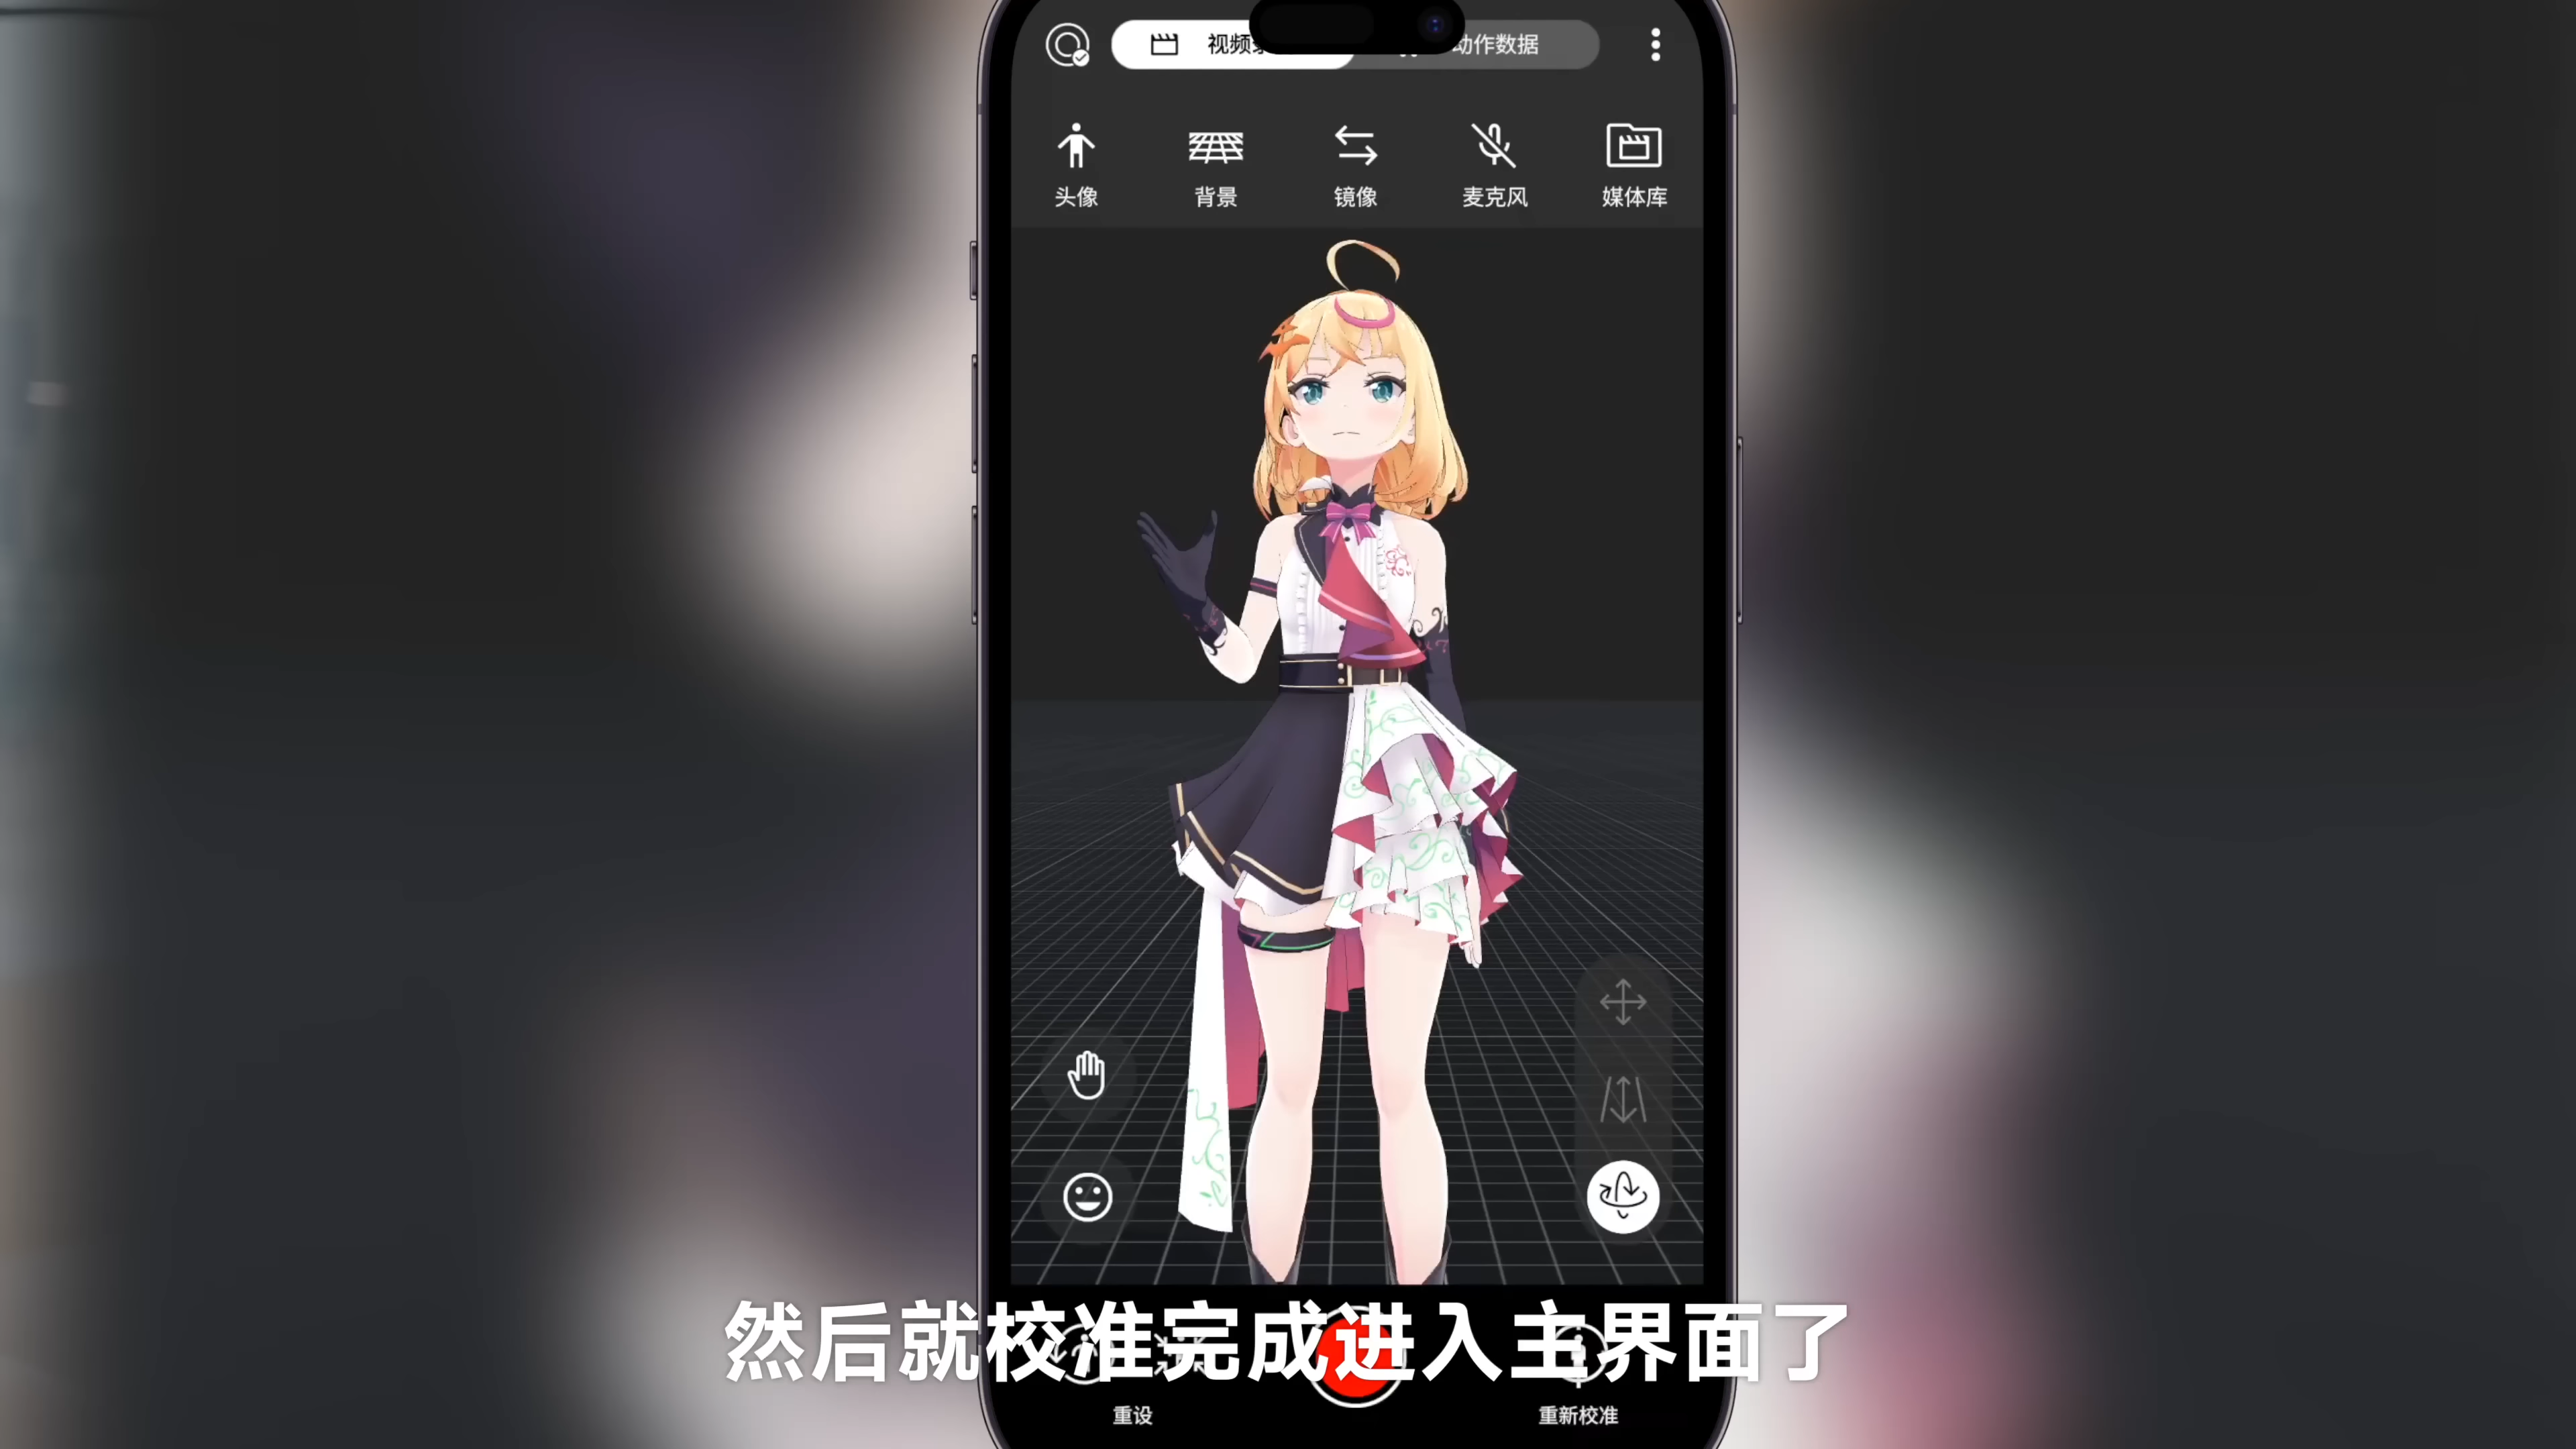 视频
动作数据
头像
背景
镜像
麦克风
媒体库
然后就校准完成进入主界面了
重设
重新校准